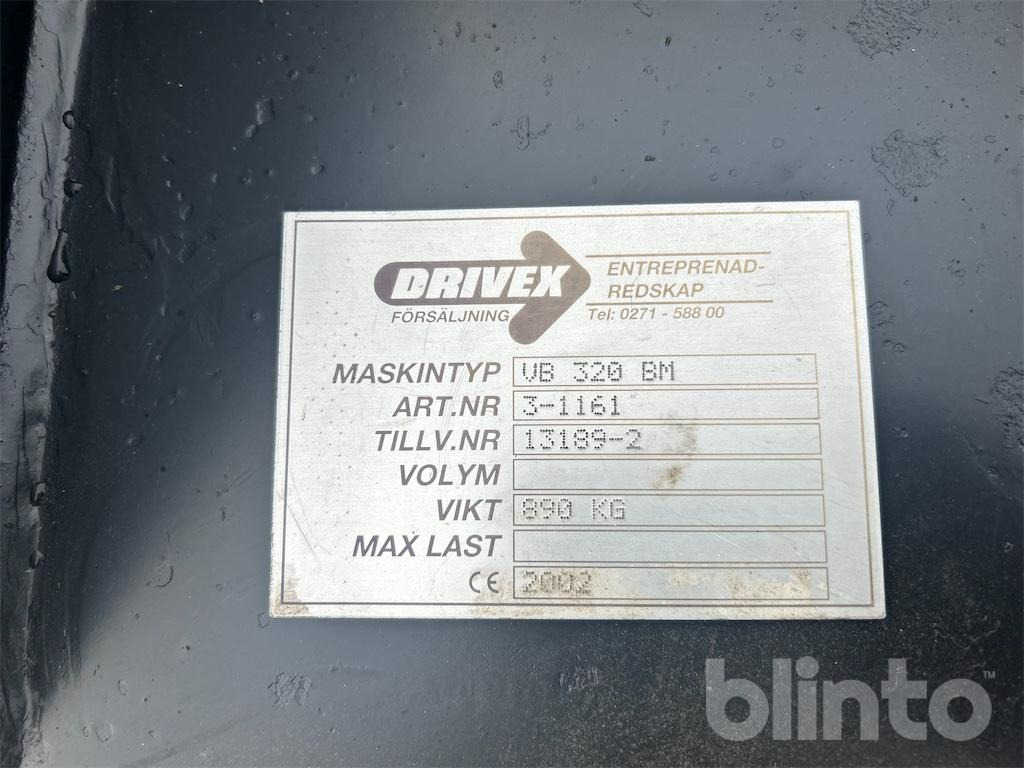 DRIVEX
FÖRSÄLJNING
ENTREPRENAD-
REDSKAP
Tel: 0271 - 588 00
MASKINTYP VB 320 BM
ART.NR 3-1161
TILLV.NR 13189-2
VOLYM
VIKT 890 KG
MAX LAST
CE 2002
blinto™